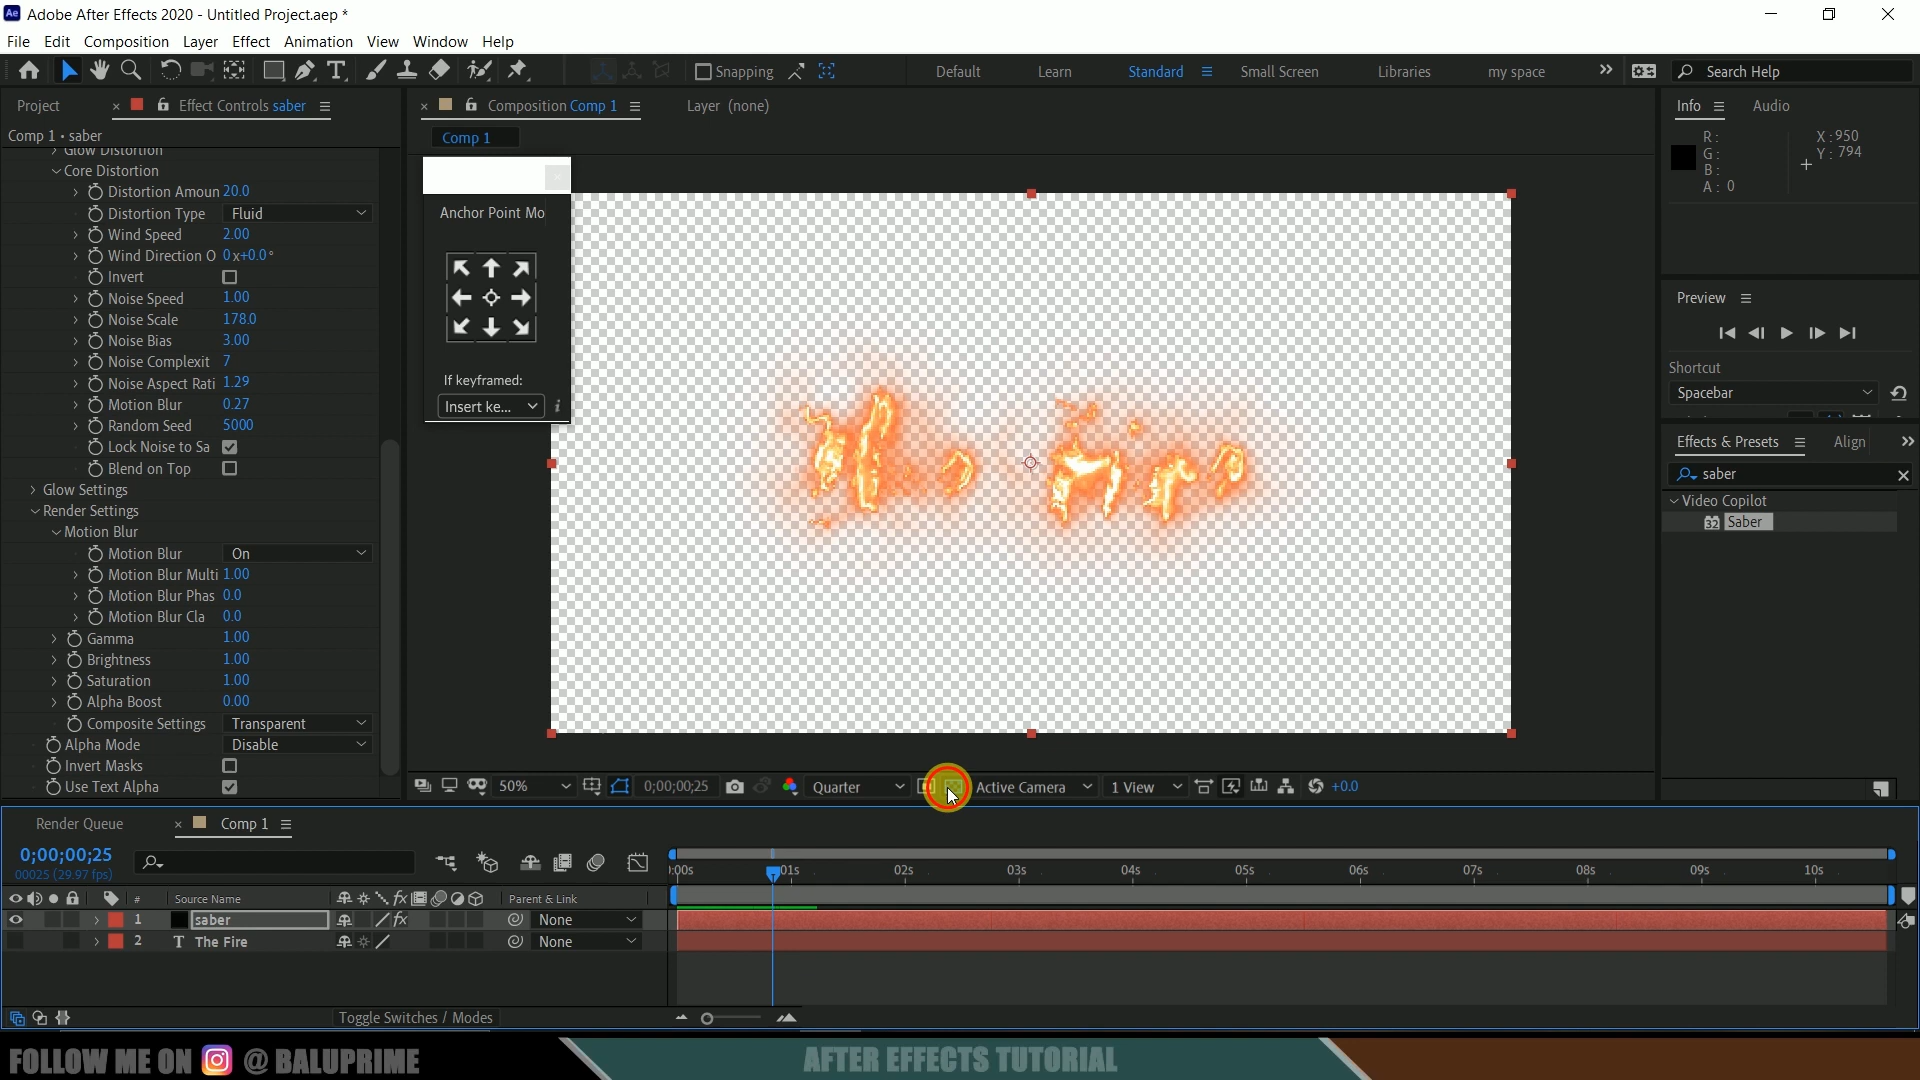 Ae Adobe After Effects 2020 - Untitled Project.aep *
File Edit Composition Layer Effect Animation View Window Help
Snapping Default Learn Standard Small Screen Libraries my space Search Help
Project Effect Controls saber
Comp 1 • saber
Glow Distortion
Core Distortion
Distortion Amoun 20.0
Distortion Type Fluid
Wind Speed 2.00
Wind Direction O 0x+0.0°
Invert
Noise Speed 1.00
Noise Scale 178.0
Noise Bias 3.00
Noise Complexit 7
Noise Aspect Rati 1.29
Motion Blur 0.27
Random Seed 5000
Lock Noise to Sa
Blend on Top
Glow Settings
Render Settings
Motion Blur
Motion Blur On
Motion Blur Multi 1.00
Motion Blur Phas 0.0
Motion Blur Cla 0.0
Gamma 1.00
Brightness 1.00
Saturation 1.00
Alpha Boost 0.00
Composite Settings Transparent
Alpha Mode Disable
Invert Masks
Use Text Alpha
Composition Comp 1 Layer (none)
Comp 1
Anchor Point Mo
If keyframed:
Insert ke...
50% 0;00;00;25 Quarter Active Camera 1 View +0.0
Info Audio
R: X:950
G: Y:794
B:
A: 0
Preview
Shortcut
Spacebar
Effects & Presets Align
saber
Video Copilot
32 Saber
Render Queue Comp 1
0;00;00;25
00025 (29.97 fps)
:00s 01s 02s 03s 04s 05s 06s 07s 08s 09s 10s
# Source Name Parent & Link
1 saber None
2 T The Fire None
Toggle Switches / Modes
FOLLOW ME ON @ BALUPRIME AFTER EFFECTS TUTORIAL